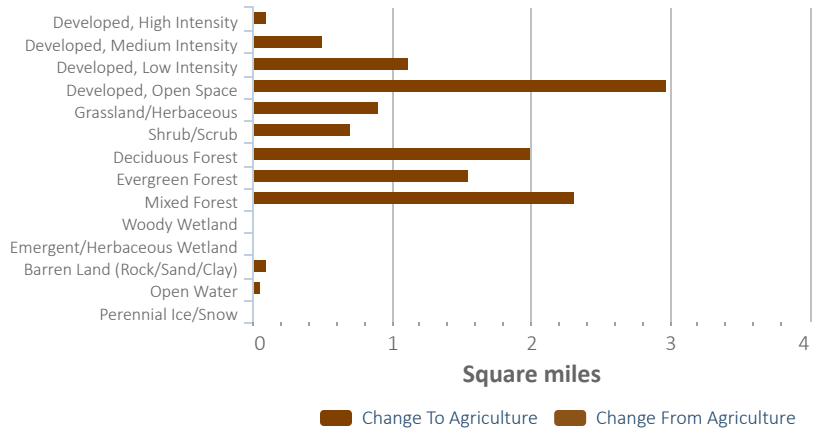 Developed, High Intensity
Developed, Medium Intensity
Developed, Low Intensity
Developed, Open Space
Grassland/Herbaceous
Shrub/Scrub
Deciduous Forest
Evergreen Forest
Mixed Forest
Woody Wetland
Emergent/Herbaceous Wetland
Barren Land (Rock/Sand/Clay)
Open Water
Perennial Ice/Snow
0 1 2 3 4
Square miles
Change To Agriculture Change From Agriculture